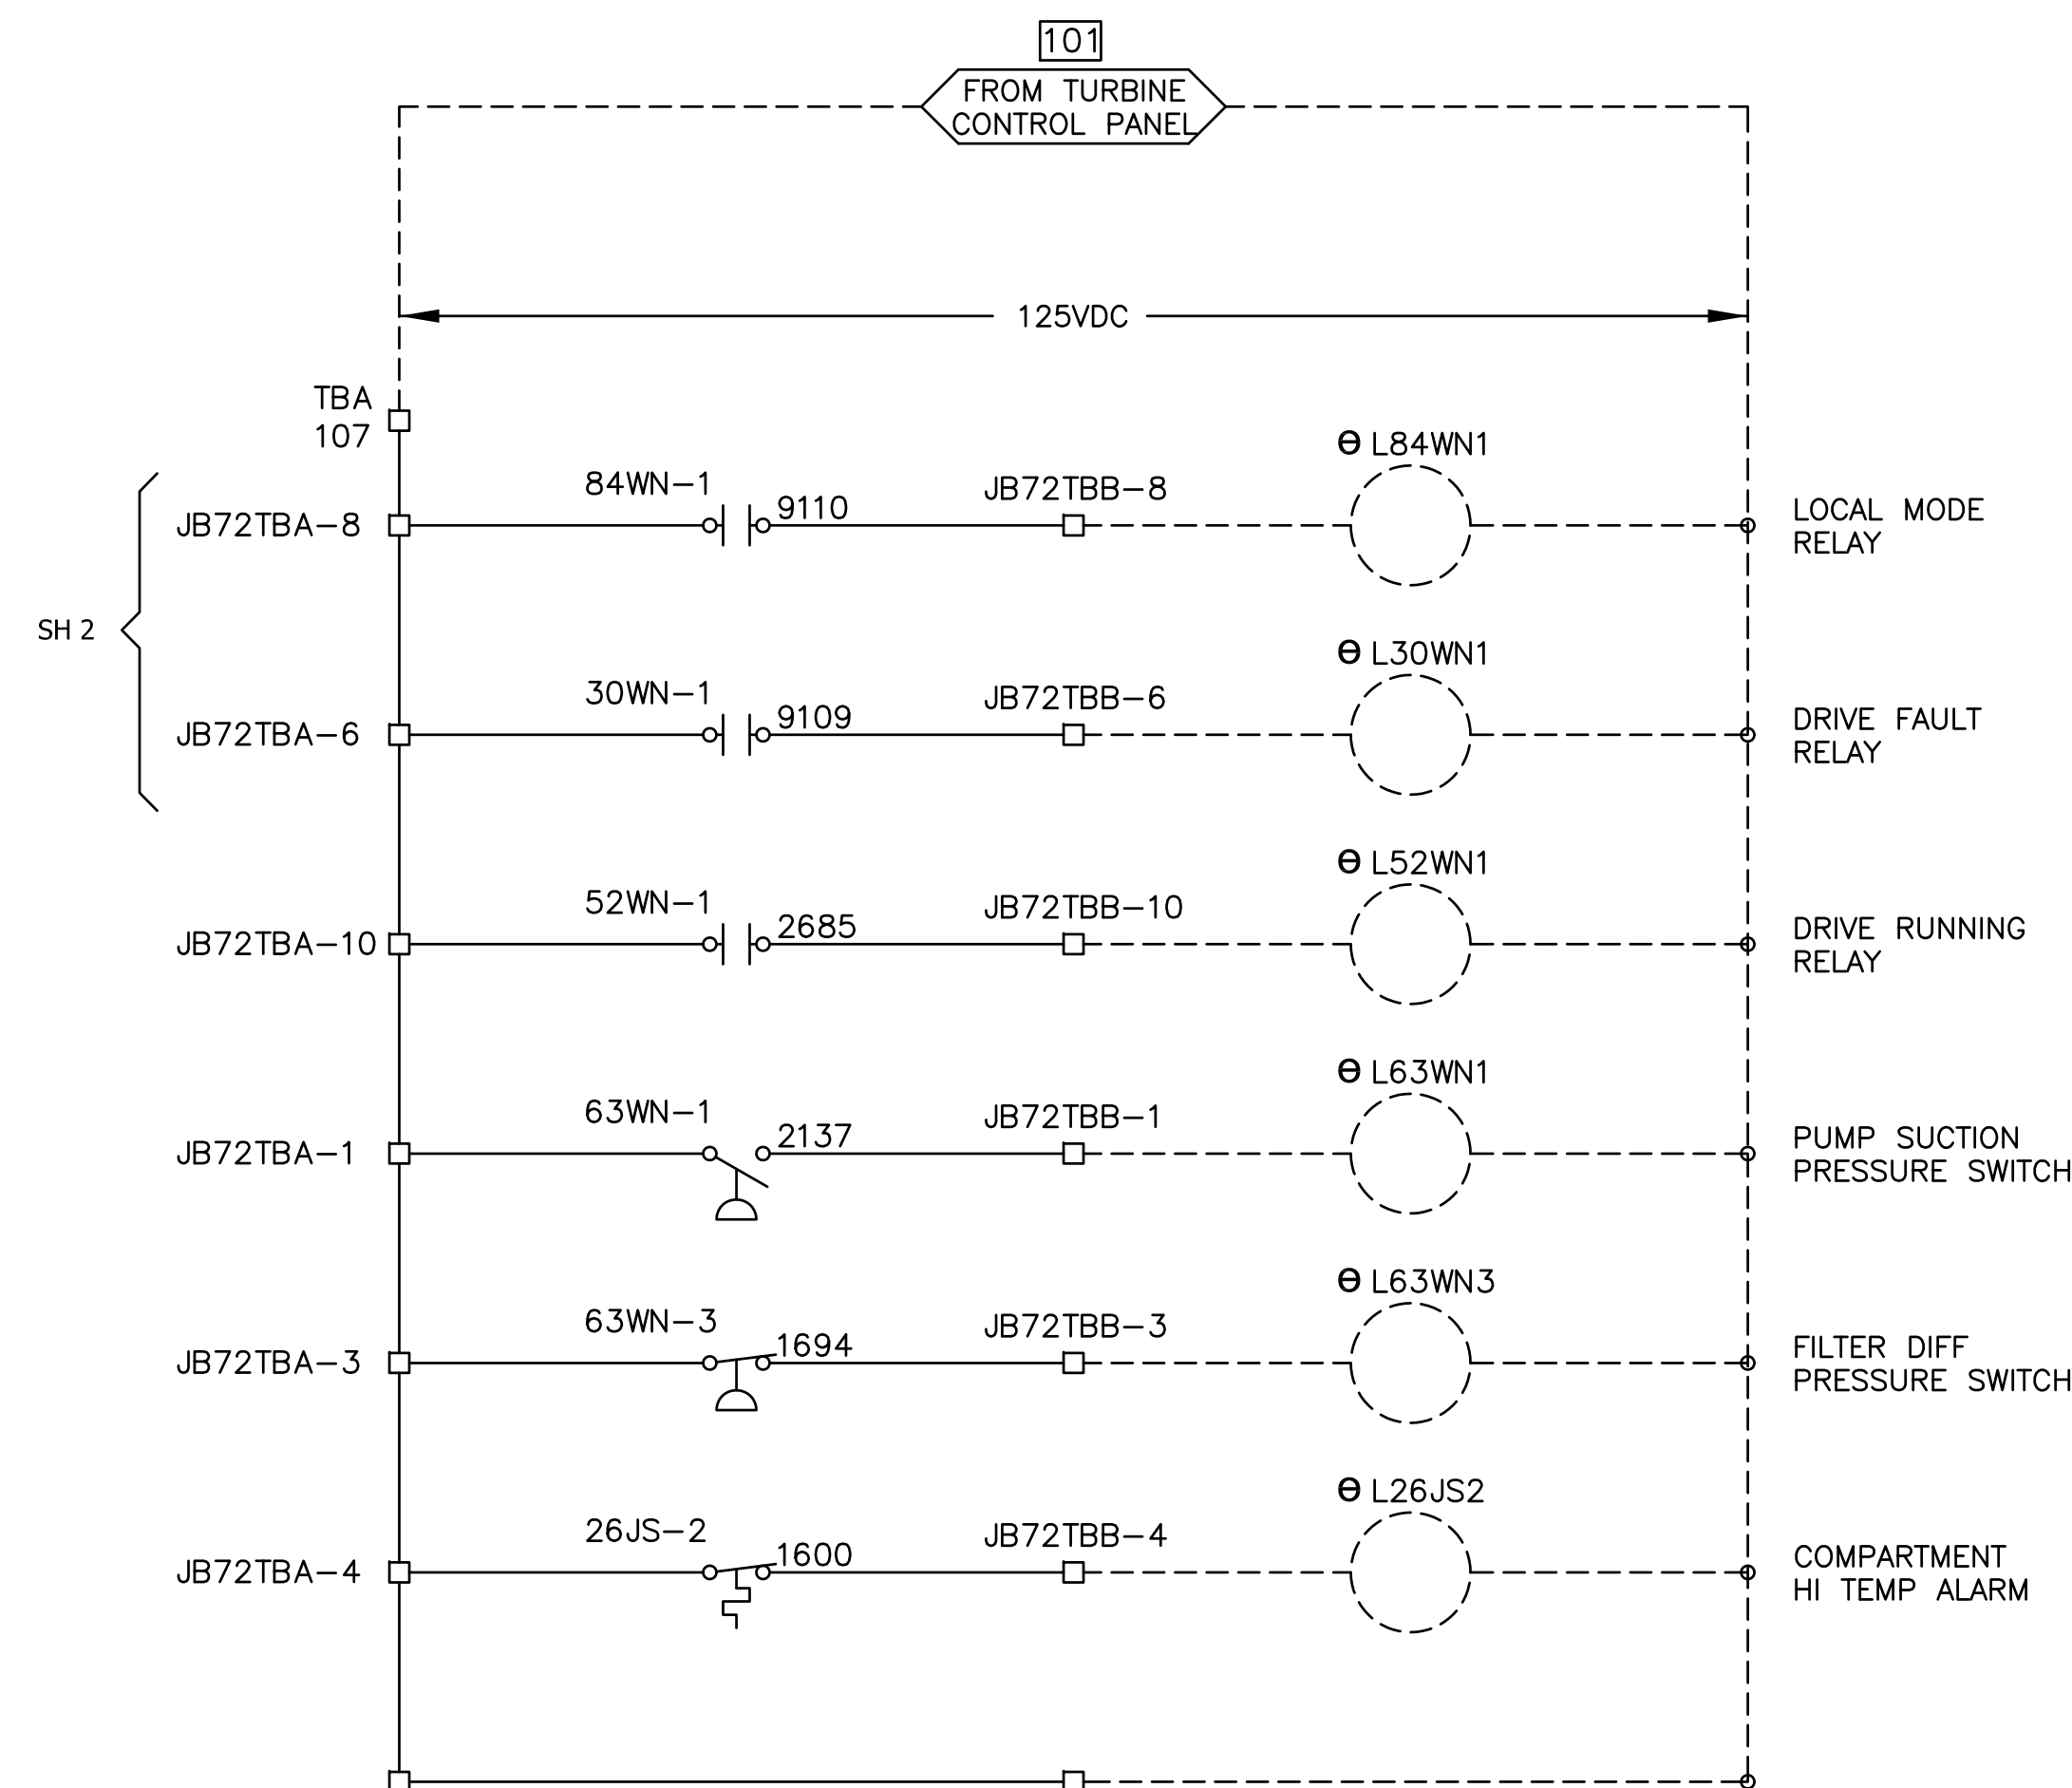 101
FROM TURBINE
CONTROL PANEL
125VDC
TBA
107
SH 2
JB72TBA-8
84WN-1
9110
JB72TBB-8
Ѳ L84WN1
LOCAL MODE
RELAY
JB72TBA-6
30WN-1
9109
JB72TBB-6
Ѳ L30WN1
DRIVE FAULT
RELAY
JB72TBA-10
52WN-1
2685
JB72TBB-10
Ѳ L52WN1
DRIVE RUNNING
RELAY
JB72TBA-1
63WN-1
2137
JB72TBB-1
Ѳ L63WN1
PUMP SUCTION
PRESSURE SWITCH
JB72TBA-3
63WN-3
1694
JB72TBB-3
Ѳ L63WN3
FILTER DIFF
PRESSURE SWITCH
JB72TBA-4
26JS-2
1600
JB72TBB-4
Ѳ L26JS2
COMPARTMENT
HI TEMP ALARM